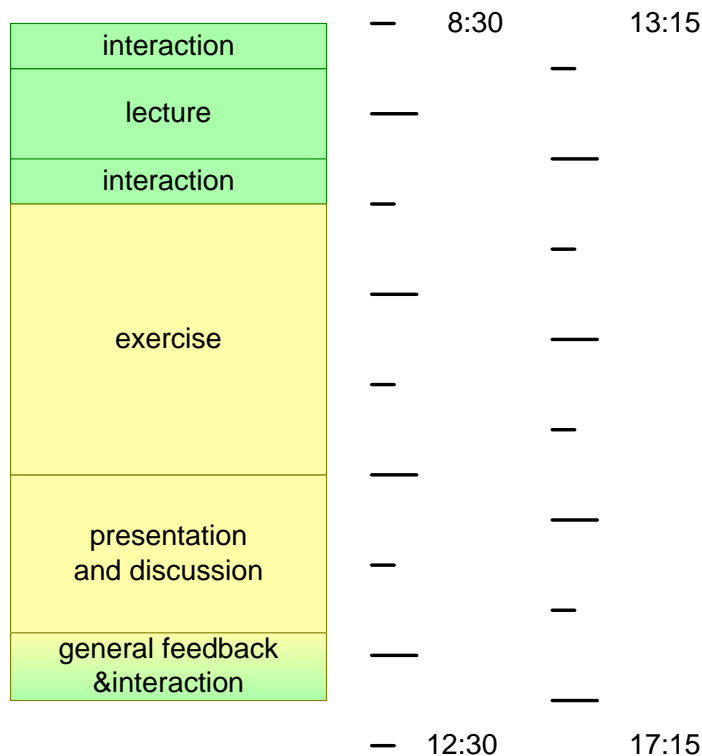 interaction
lecture
interaction
exercise
presentation
and discussion
general feedback
&interaction
8:30
13:15
12:30
17:15